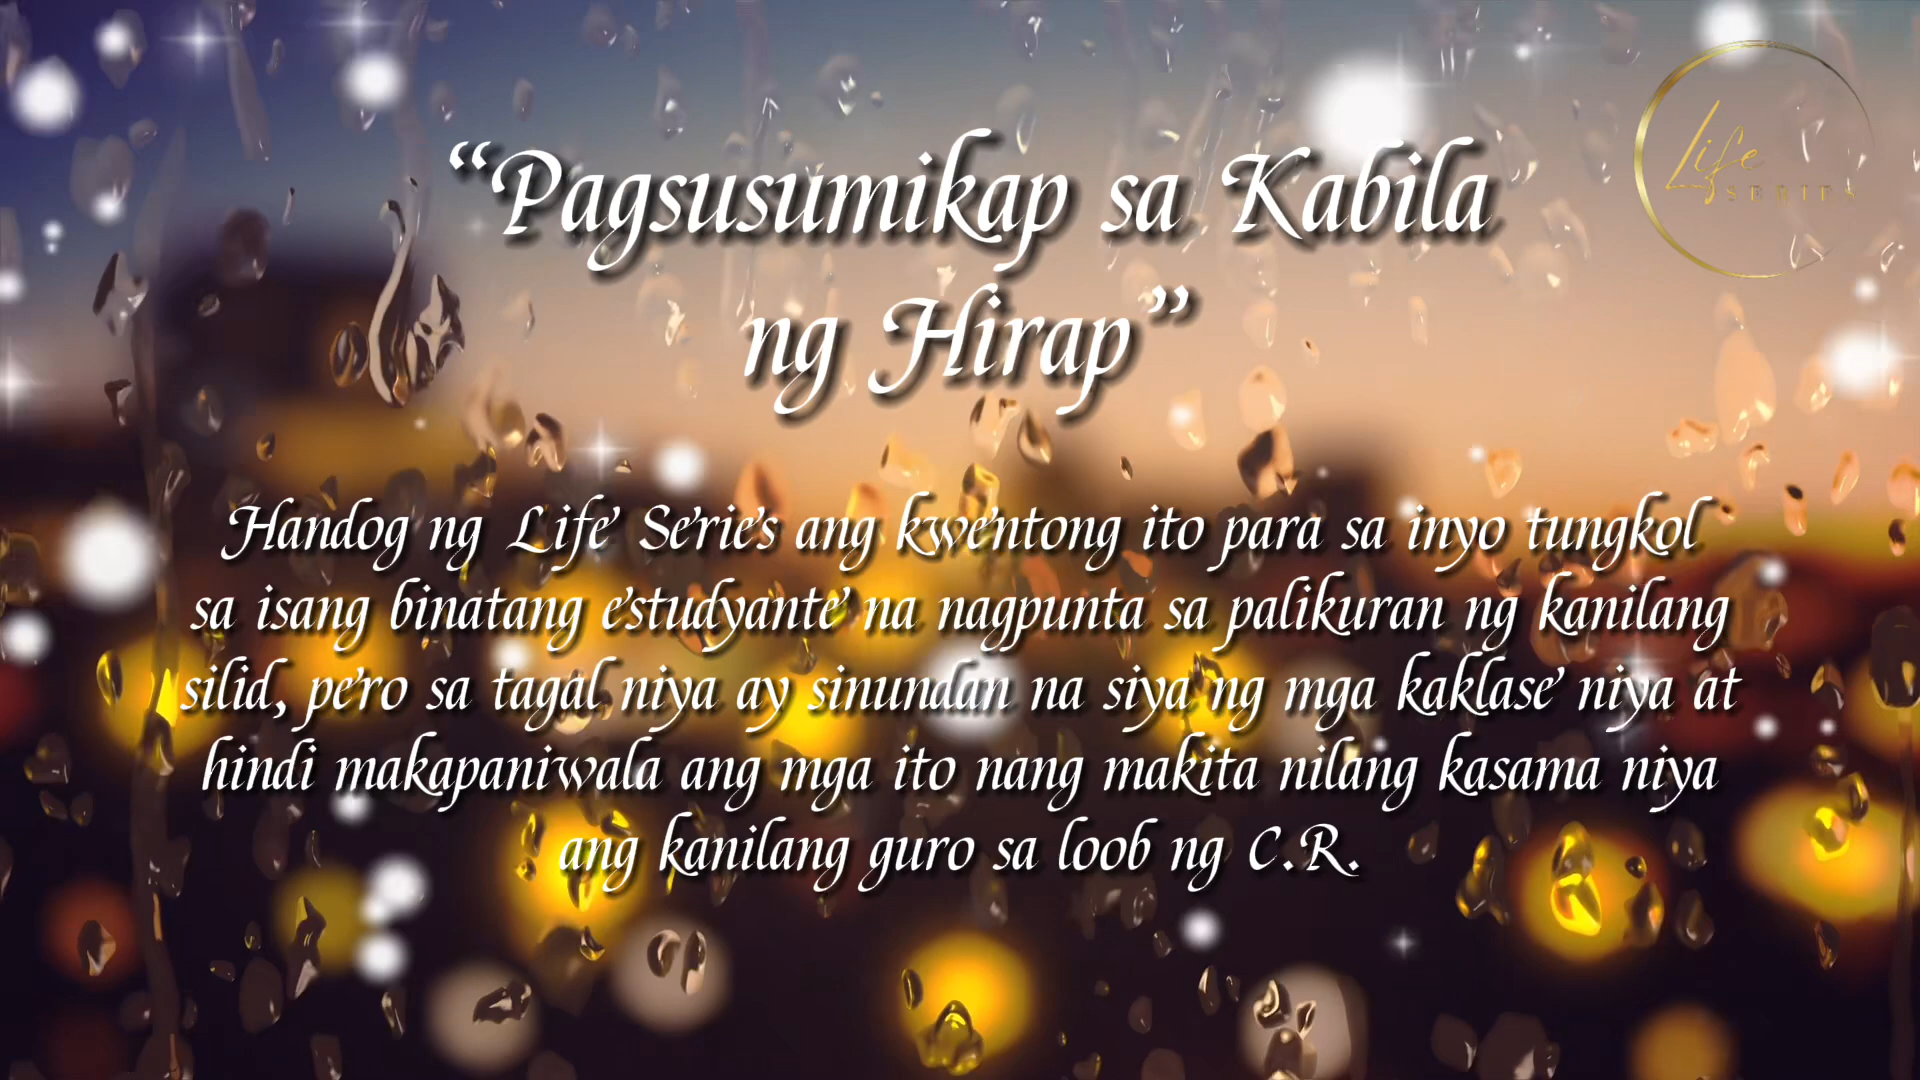 “Pagsusumikap sa Kabila
ng Hirap”
Life
SERIES
Handog ng Life Series ang kwentong ito para sa inyo tungkol
sa isang binatang estudyante na nagpunta sa palikuran ng kanilang
silid, pero sa tagal niya ay sinundan na siya ng mga kaklase niya at
hindi makapaniwala ang mga ito nang makita nilang kasama niya
ang kanilang guro sa loob ng C.R.